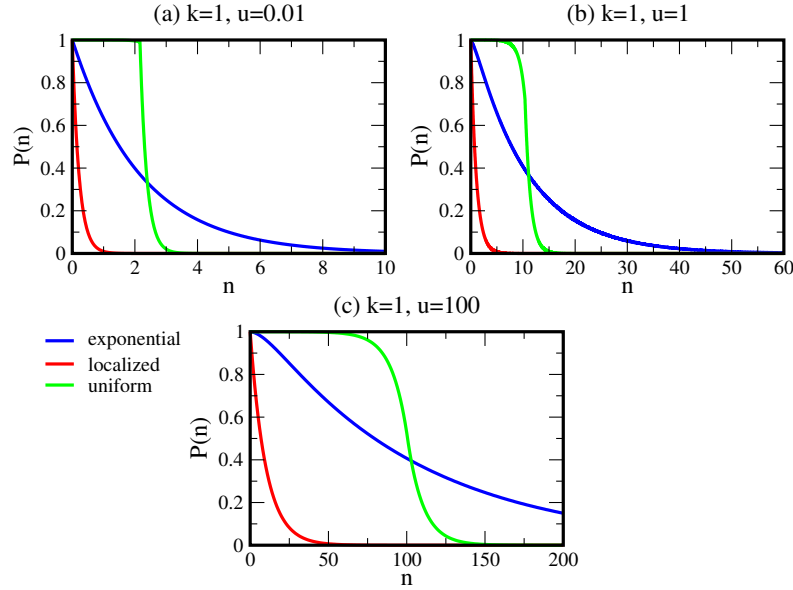 (a) k=1, u=0.01
1
0.8
0.6
0.4
0.2
0
P(n)
0 2 4 6 8 10
n
(b) k=1, u=1
1
0.8
0.6
0.4
0.2
0
P(n)
0 10 20 30 40 50 60
n
(c) k=1, u=100
exponential
localized
uniform
1
0.8
0.6
0.4
0.2
0
P(n)
0 50 100 150 200
n